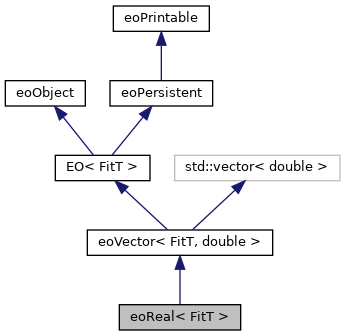 eoPrintable
eoObject
eoPersistent
EO< FitT >
std::vector< double >
eoVector< FitT, double >
eoReal< FitT >